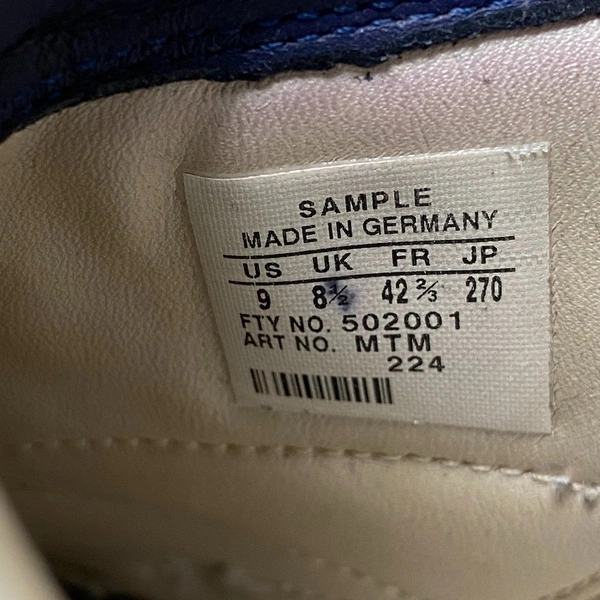 SAMPLE
MADE IN GERMANY
US UK FR JP
9 8½ 42⅔ 270
FTY NO. 502001
ART NO. MTM
224